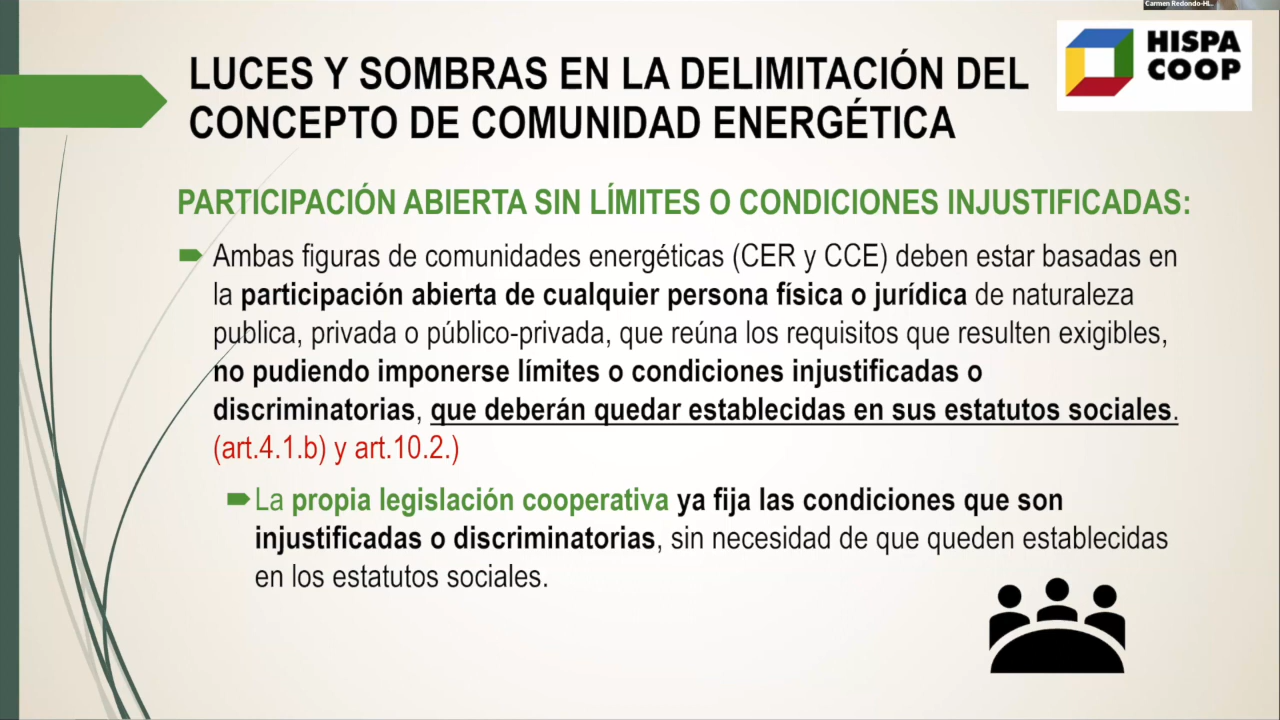 Carmen Redondo-Hi...
LUCES Y SOMBRAS EN LA DELIMITACIÓN DEL
CONCEPTO DE COMUNIDAD ENERGÉTICA
HISPA
COOP
PARTICIPACIÓN ABIERTA SIN LÍMITES O CONDICIONES INJUSTIFICADAS:
Ambas figuras de comunidades energéticas (CER y CCE) deben estar basadas en
la participación abierta de cualquier persona física o jurídica de naturaleza
publica, privada o público-privada, que reúna los requisitos que resulten exigibles,
no pudiendo imponerse límites o condiciones injustificadas o
discriminatorias, que deberán quedar establecidas en sus estatutos sociales.
(art.4.1.b) y art.10.2.)
La propia legislación cooperativa ya fija las condiciones que son
injustificadas o discriminatorias, sin necesidad de que queden establecidas
en los estatutos sociales.